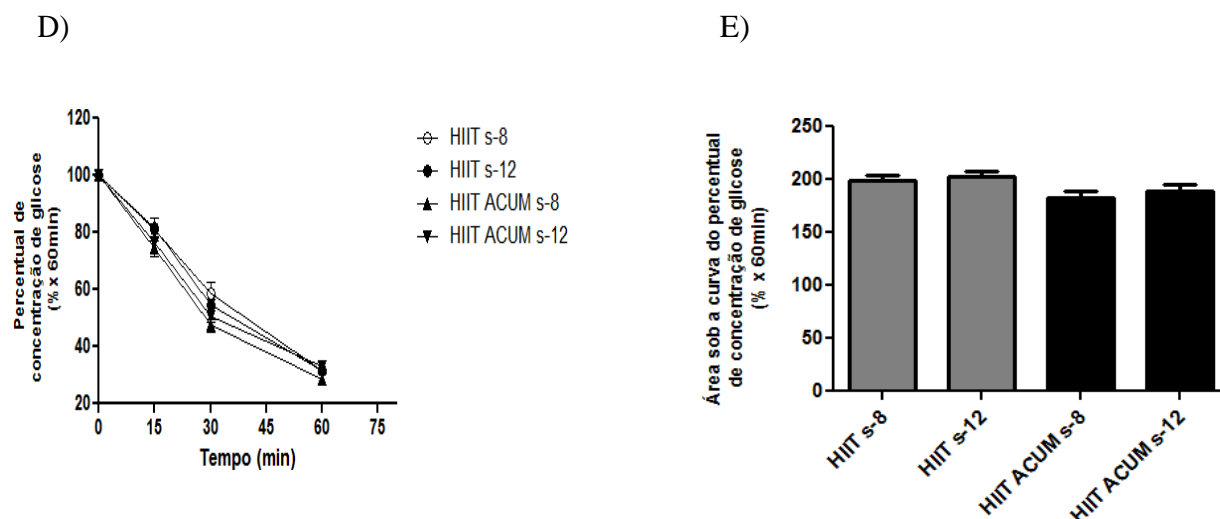 D)
E)
Percentual de
concentração de glicose
(% x 60min)
120
100
80
60
40
20
0
15
30
45
60
75
Tempo (min)
HIIT s-8
HIIT s-12
HIIT ACUM s-8
HIIT ACUM s-12
Área sob a curva do percentual
de concentração de glicose
(% x 60min)
250
200
150
100
50
0
HIIT s-8
HIIT s-12
HIIT ACUM s-8
HIIT ACUM s-12